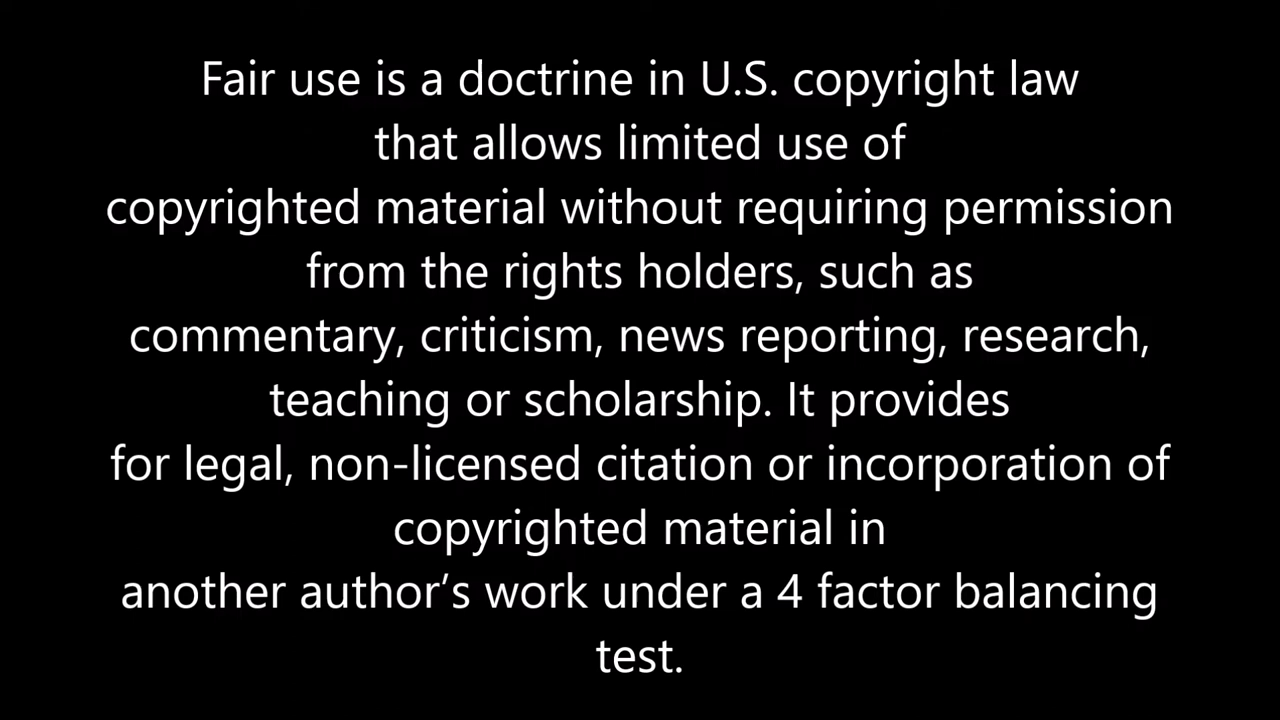 Fair use is a doctrine in U.S. copyright law
that allows limited use of
copyrighted material without requiring permission
from the rights holders, such as
commentary, criticism, news reporting, research,
teaching or scholarship. It provides
for legal, non-licensed citation or incorporation of
copyrighted material in
another author’s work under a 4 factor balancing
test.